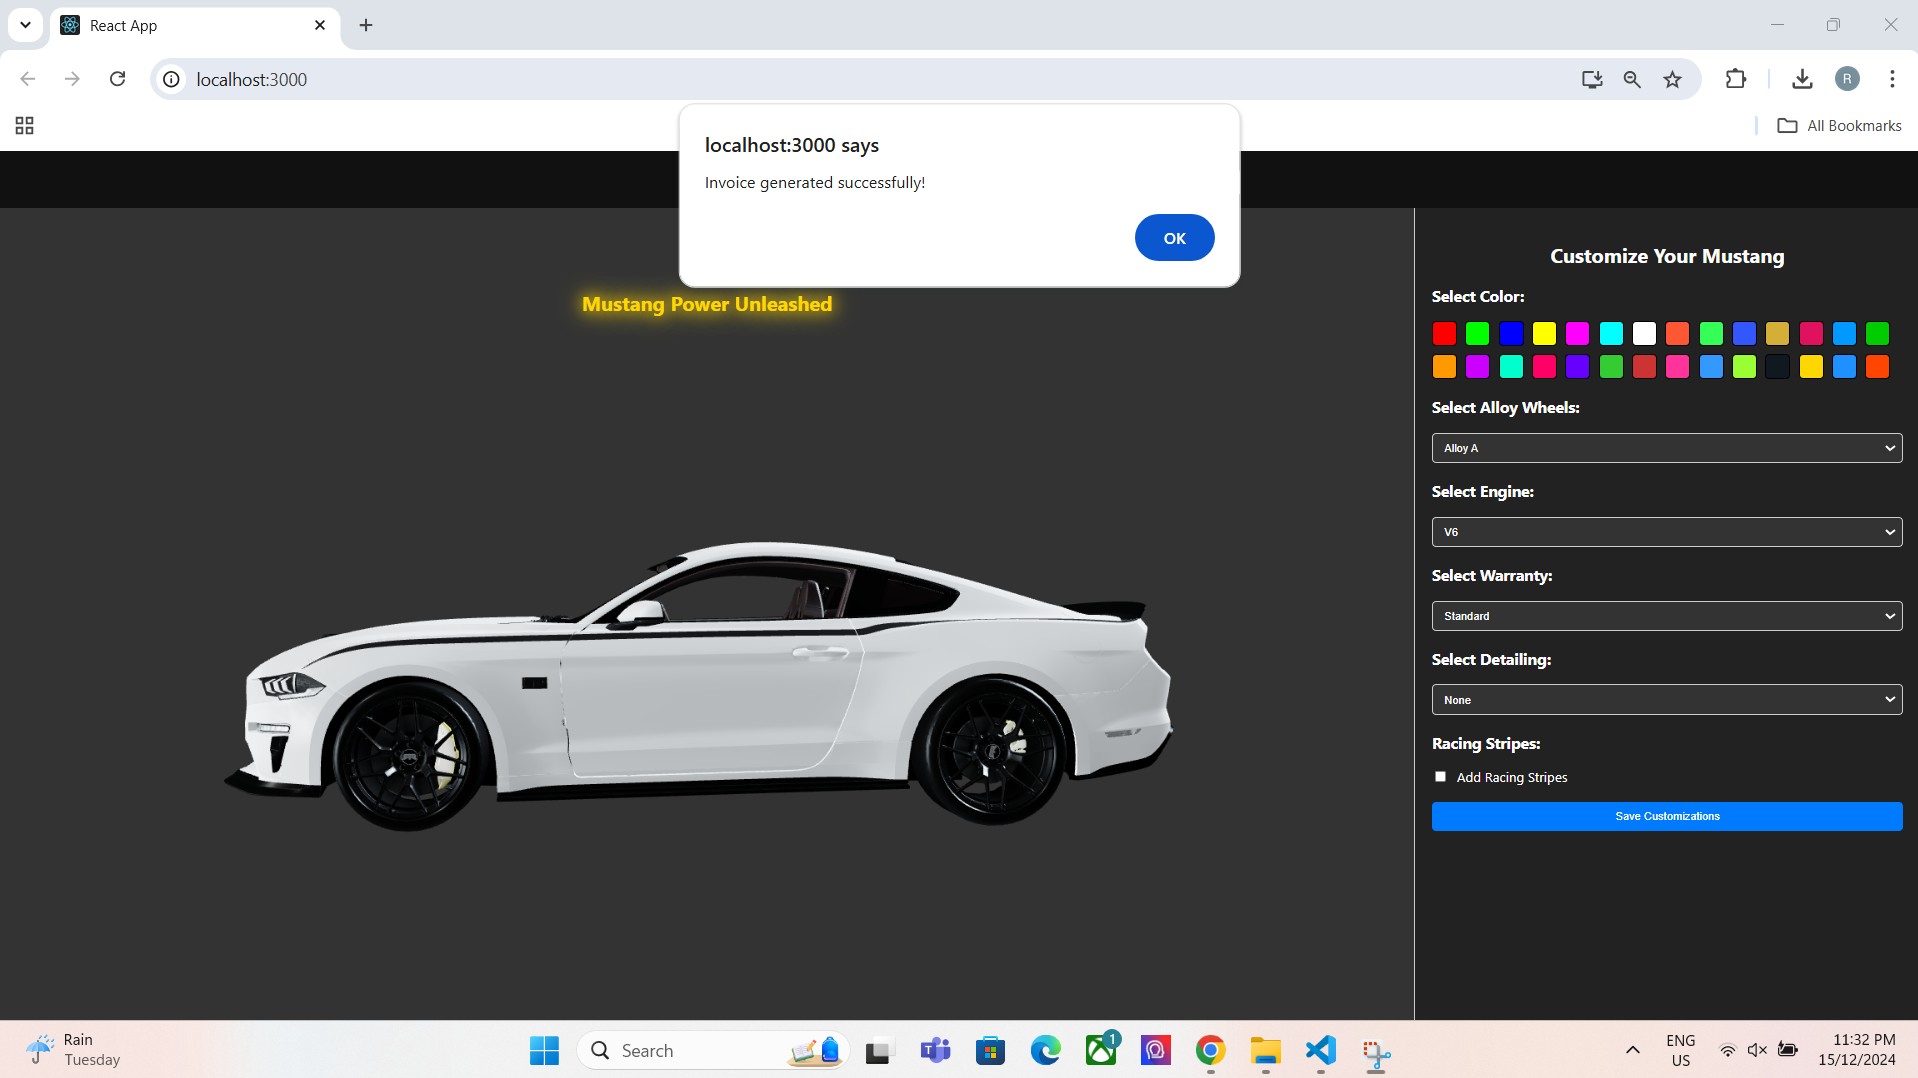 React App
localhost:3000
R
All Bookmarks
localhost:3000 says
Invoice generated successfully!
OK
Mustang Power Unleashed
Customize Your Mustang
Select Color:
Select Alloy Wheels:
Alloy A
Select Engine:
V6
Select Warranty:
Standard
Select Detailing:
None
Racing Stripes:
Add Racing Stripes
Save Customizations
Rain
Tuesday
Search
1
ENG
US
11:32 PM
15/12/2024